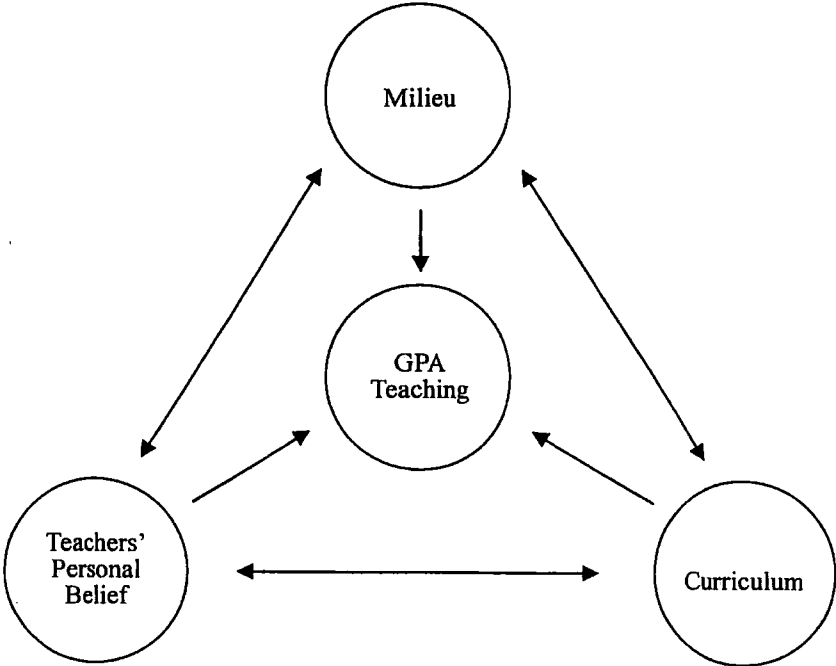 Milieu
GPA
Teaching
Teachers’
Personal
Belief
Curriculum